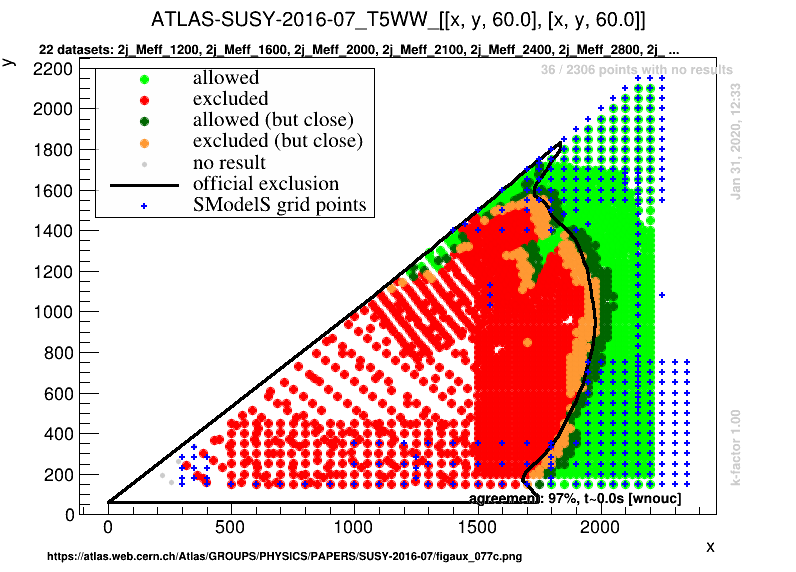 ATLAS-SUSY-2016-07_T5WW_[[x, y, 60.0], [x, y, 60.0]]
22 datasets: 2j_Meff_1200, 2j_Meff_1600, 2j_Meff_2000, 2j_Meff_2100, 2j_Meff_2400, 2j_Meff_2800, 2j_ ...
36 / 2306 points with no results
allowed
excluded
allowed (but close)
excluded (but close)
no result
official exclusion
SModelS grid points
y
2200
2000
1800
1600
1400
1200
1000
800
600
400
200
0
0 500 1000 1500 2000
x
Jan 31, 2020, 12:33
k-factor 1.00
agreement: 97%, t~0.0s [wnouc]
https://atlas.web.cern.ch/Atlas/GROUPS/PHYSICS/PAPERS/SUSY-2016-07/figaux_077c.png